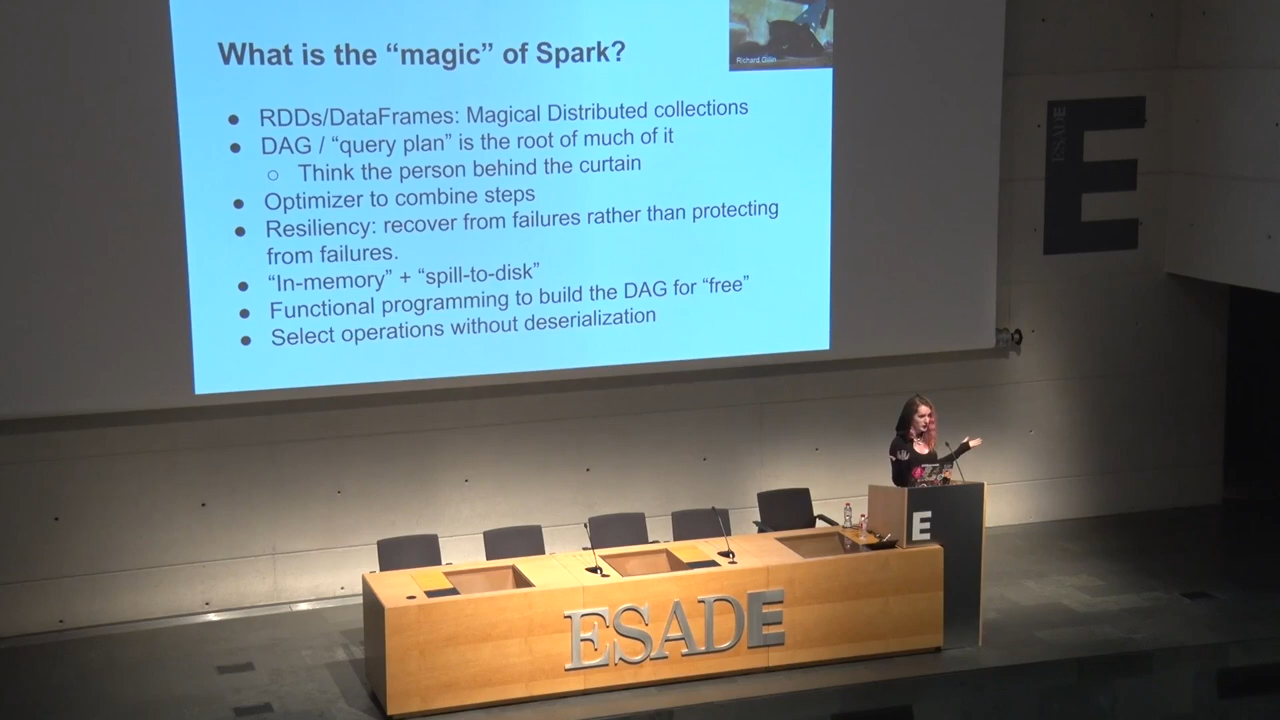 What is the “magic” of Spark?
Richard Gillin
● RDDs/DataFrames: Magical Distributed collections
● DAG / “query plan” is the root of much of it
○ Think the person behind the curtain
● Optimizer to combine steps
● Resiliency: recover from failures rather than protecting
from failures.
● “In-memory” + “spill-to-disk”
● Functional programming to build the DAG for “free”
● Select operations without deserialization
ESADE
E
E
ESADE